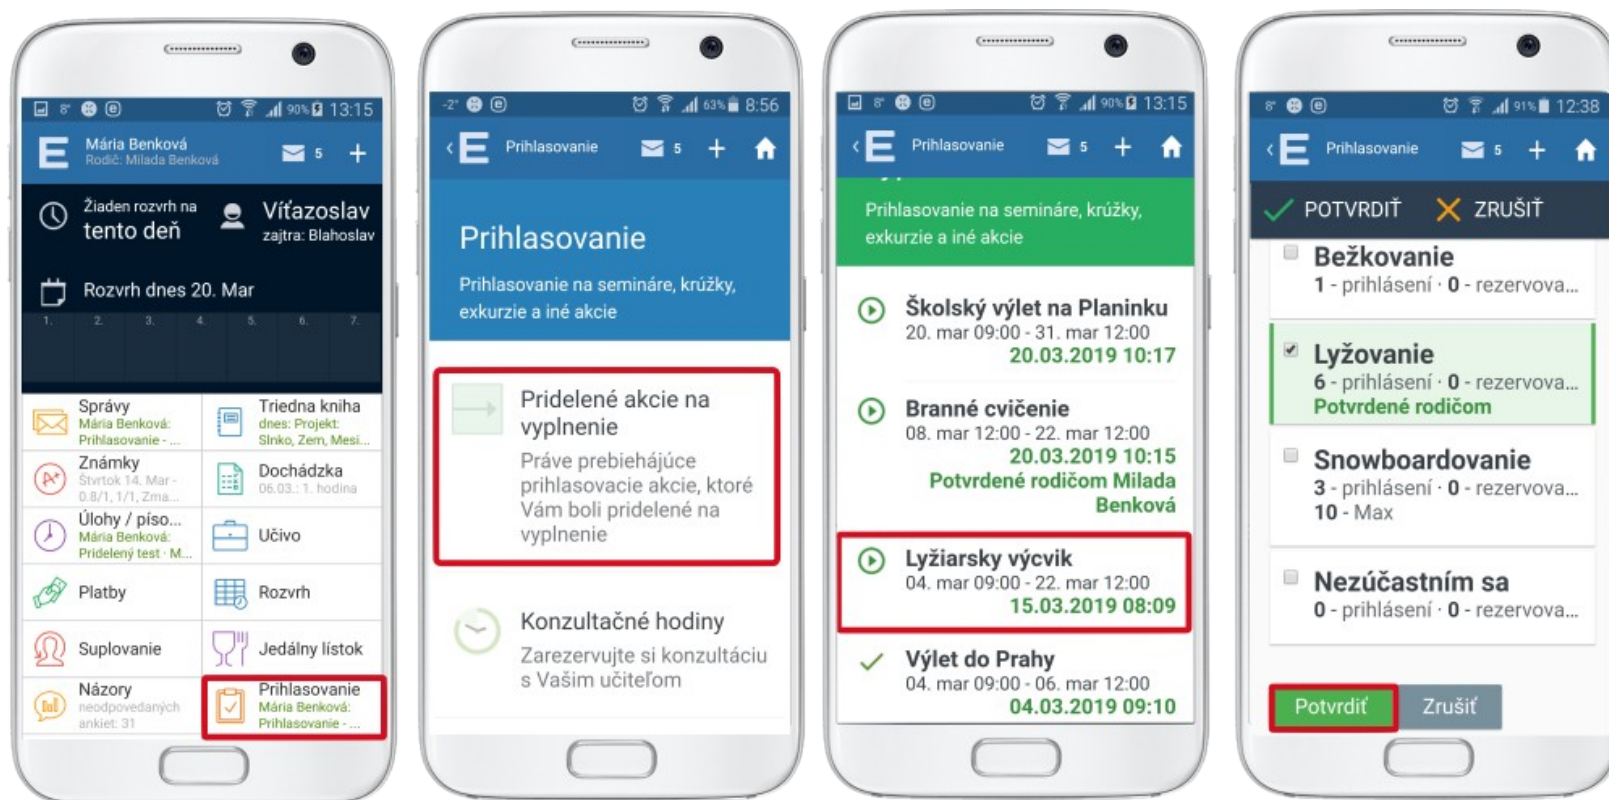 8°
90%
13:15
E
Mária Benková
Rodič: Milada Benková
5
+
Žiaden rozvrh na
tento deň
Víťazoslav
zajtra: Blahoslav
Rozvrh dnes 20. Mar
1. 2. 3. 4. 5. 6. 7.
Správy
Mária Benková:
Prihlasovanie - ...
Triedna kniha
dnes: Projekt:
Slnko, Zem, Mesi...
Známky
Štvrtok 14. Mar -
0.8/1, 1/1, Zma...
Dochádzka
06.03.: 1. hodina
Úlohy / píso...
Mária Benková:
Pridelený test · M...
Učivo
Platby
Rozvrh
Suplovanie
Jedálny lístok
Názory
neodpovedaných
ankiet: 31
Prihlasovanie
Mária Benková:
Prihlasovanie - ...
-2°
63%
8:56
E
Prihlasovanie
5
+
Prihlasovanie
Prihlasovanie na semináre, krúžky,
exkurzie a iné akcie
Pridelené akcie na
vyplnenie
Práve prebiehájúce
prihlasovacie akcie, ktoré
Vám boli pridelené na
vyplnenie
Konzultačné hodiny
Zarezervujte si konzultáciu
s Vašim učiteľom
8°
90%
13:15
E
Prihlasovanie
5
+
Prihlasovanie na semináre, krúžky,
exkurzie a iné akcie
Školský výlet na Planinku
20. mar 09:00 - 31. mar 12:00
20.03.2019 10:17
Branné cvičenie
08. mar 12:00 - 22. mar 12:00
20.03.2019 10:15
Potvrdené rodičom Milada
Benková
Lyžiarsky výcvik
04. mar 09:00 - 22. mar 12:00
15.03.2019 08:09
Výlet do Prahy
04. mar 09:00 - 06. mar 12:00
04.03.2019 09:10
8°
91%
12:38
E
Prihlasovanie
5
+
POTVRDIŤ
ZRUŠIŤ
Bežkovanie
1 - prihlásení · 0 - rezervova...
Lyžovanie
6 - prihlásení · 0 - rezervova...
Potvrdené rodičom
Snowboardovanie
3 - prihlásení · 0 - rezervova...
10 - Max
Nezúčastním sa
0 - prihlásení · 0 - rezervova...
Potvrdiť
Zrušiť